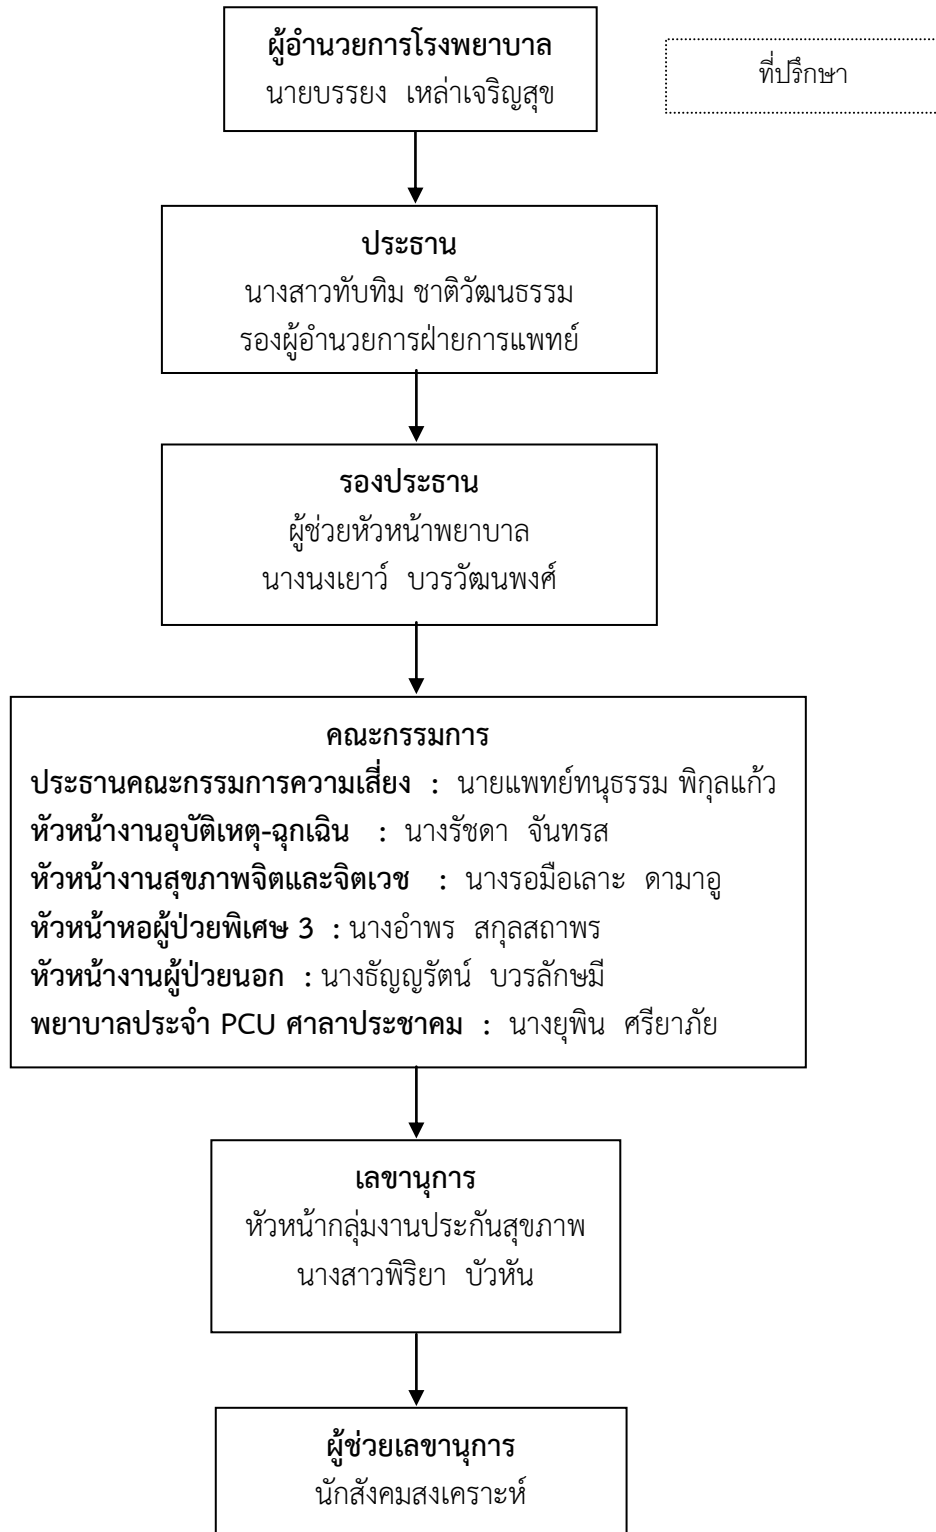 ผู้อำนวยการโรงพยาบาล
นายบรรยง  เหล่าเจริญสุข
ที่ปรึกษา
ประธาน
นางสาวทับทิม ชาติวัฒนธรรม
รองผู้อำนวยการฝ่ายการแพทย์
รองประธาน
ผู้ช่วยหัวหน้าพยาบาล
นางนงเยาว์  บวรวัฒนพงศ์
คณะกรรมการ
ประธานคณะกรรมการความเสี่ยง  :  นายแพทย์ทนุธรรม พิกุลแก้ว
หัวหน้างานอุบัติเหตุ-ฉุกเฉิน  :  นางรัชดา  จันทรส
หัวหน้างานสุขภาพจิตและจิตเวช  :  นางรอมือเลาะ  ดามาอู
หัวหน้าหอผู้ป่วยพิเศษ 3  : นางอำพร  สกุลสถาพร
หัวหน้างานผู้ป่วยนอก  : นางธัญญรัตน์  บวรลักษมี
พยาบาลประจำ PCU ศาลาประชาคม  :  นางยุพิน  ศรียาภัย
เลขานุการ
หัวหน้ากลุ่มงานประกันสุขภาพ
นางสาวพิริยา  บัวหัน
ผู้ช่วยเลขานุการ
นักสังคมสงเคราะห์